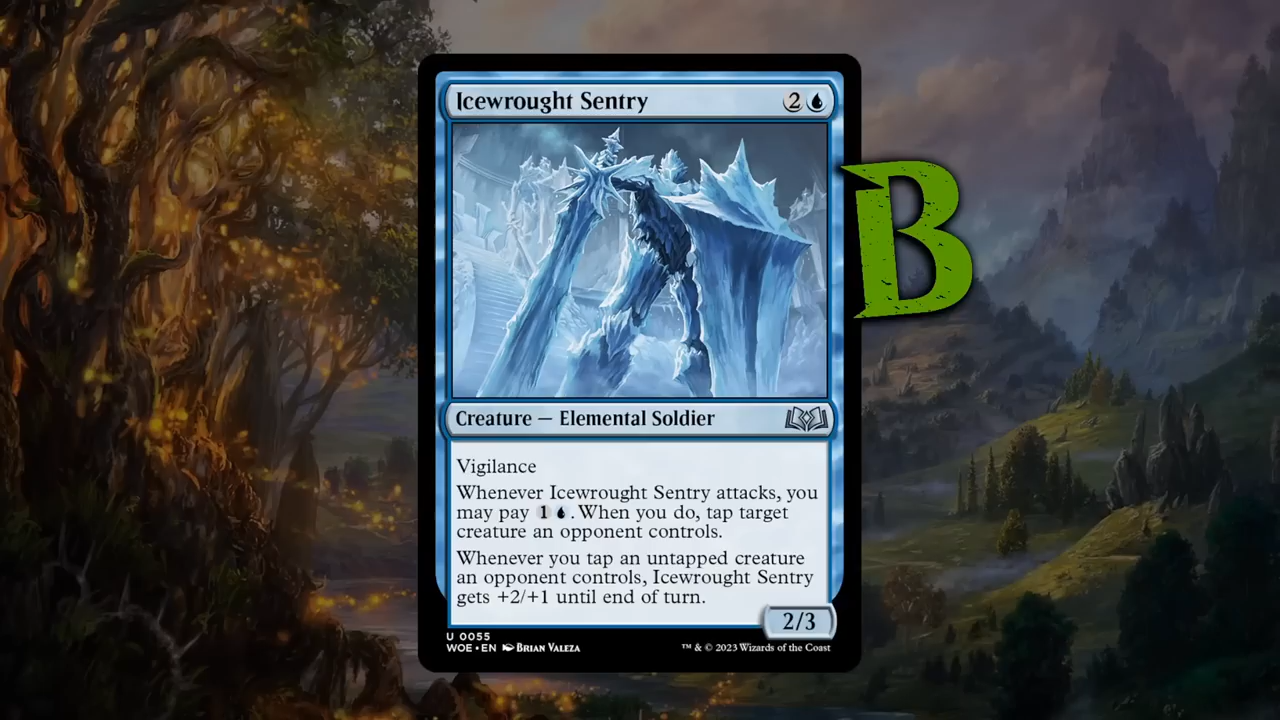 Icewrought Sentry 2
B
Creature — Elemental Soldier
Vigilance
Whenever Icewrought Sentry attacks, you
may pay 1 . When you do, tap target
creature an opponent controls.
Whenever you tap an untapped creature
an opponent controls, Icewrought Sentry
gets +2/+1 until end of turn.
2/3
U 0055
WOE • EN Brian Valeza
™ & © 2023 Wizards of the Coast